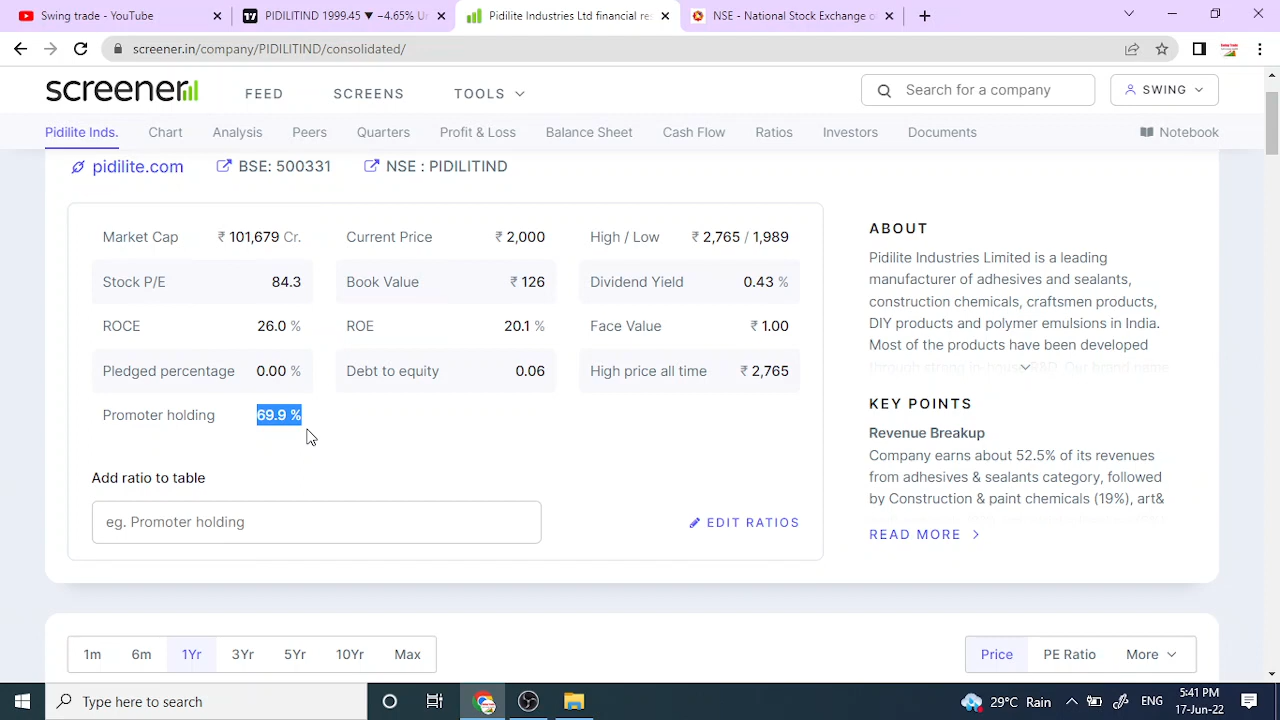 Swing trade - YouTube
PIDILITIND 1999.45 ▼ −4.65% Un
Pidilite Industries Ltd financial res
NSE - National Stock Exchange o
screener.in/company/PIDILITIND/consolidated/
screener
FEED SCREENS TOOLS
Search for a company
SWING
Pidilite Inds. Chart Analysis Peers Quarters Profit & Loss Balance Sheet Cash Flow Ratios Investors Documents Notebook
pidilite.com BSE: 500331 NSE : PIDILITIND
Market Cap ₹ 101,679 Cr. Current Price ₹ 2,000 High / Low ₹ 2,765 / 1,989
Stock P/E 84.3 Book Value ₹ 126 Dividend Yield 0.43 %
ROCE 26.0 % ROE 20.1 % Face Value ₹ 1.00
Pledged percentage 0.00 % Debt to equity 0.06 High price all time ₹ 2,765
Promoter holding 69.9 %
Add ratio to table
eg. Promoter holding
EDIT RATIOS
ABOUT
Pidilite Industries Limited is a leading
manufacturer of adhesives and sealants,
construction chemicals, craftsmen products,
DIY products and polymer emulsions in India.
Most of the products have been developed
through strong in-house R&D. Our brand name
KEY POINTS
Revenue Breakup
Company earns about 52.5% of its revenues
from adhesives & sealants category, followed
by Construction & paint chemicals (19%), art&
READ MORE
1m 6m 1Yr 3Yr 5Yr 10Yr Max
Price PE Ratio More
Type here to search
29°C Rain
ENG
5:41 PM
17-Jun-22